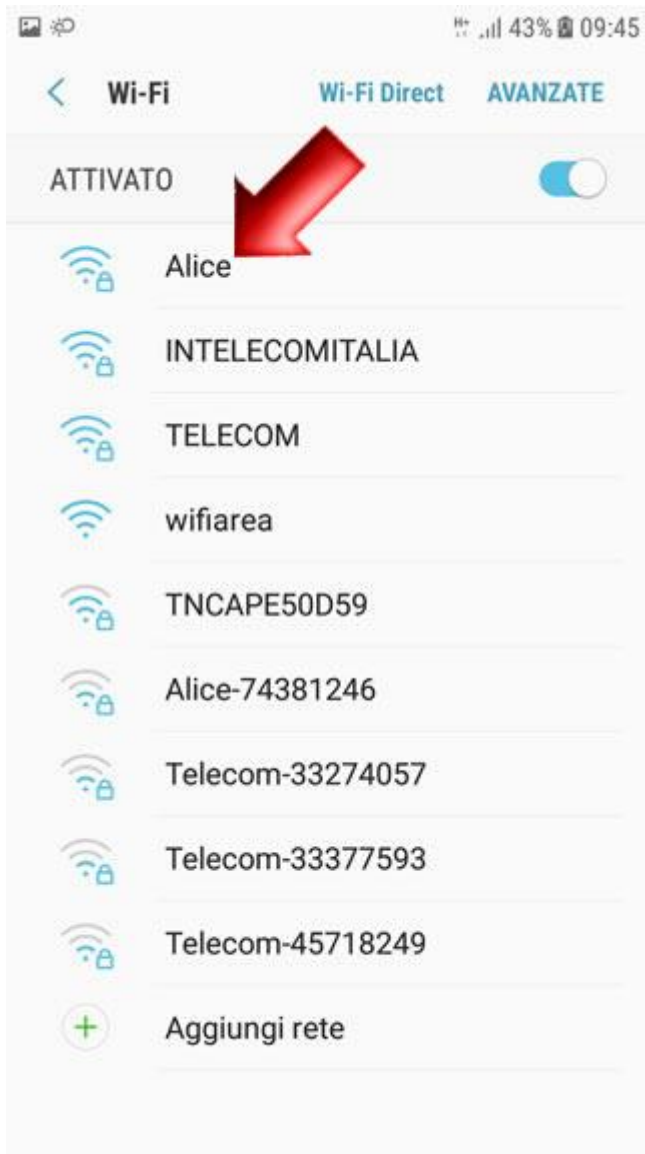 H+ 43% 09:45
Wi-Fi Wi-Fi Direct AVANZATE
ATTIVATO
Alice
INTELECOMITALIA
TELECOM
wifiarea
TNCAPE50D59
Alice-74381246
Telecom-33274057
Telecom-33377593
Telecom-45718249
Aggiungi rete